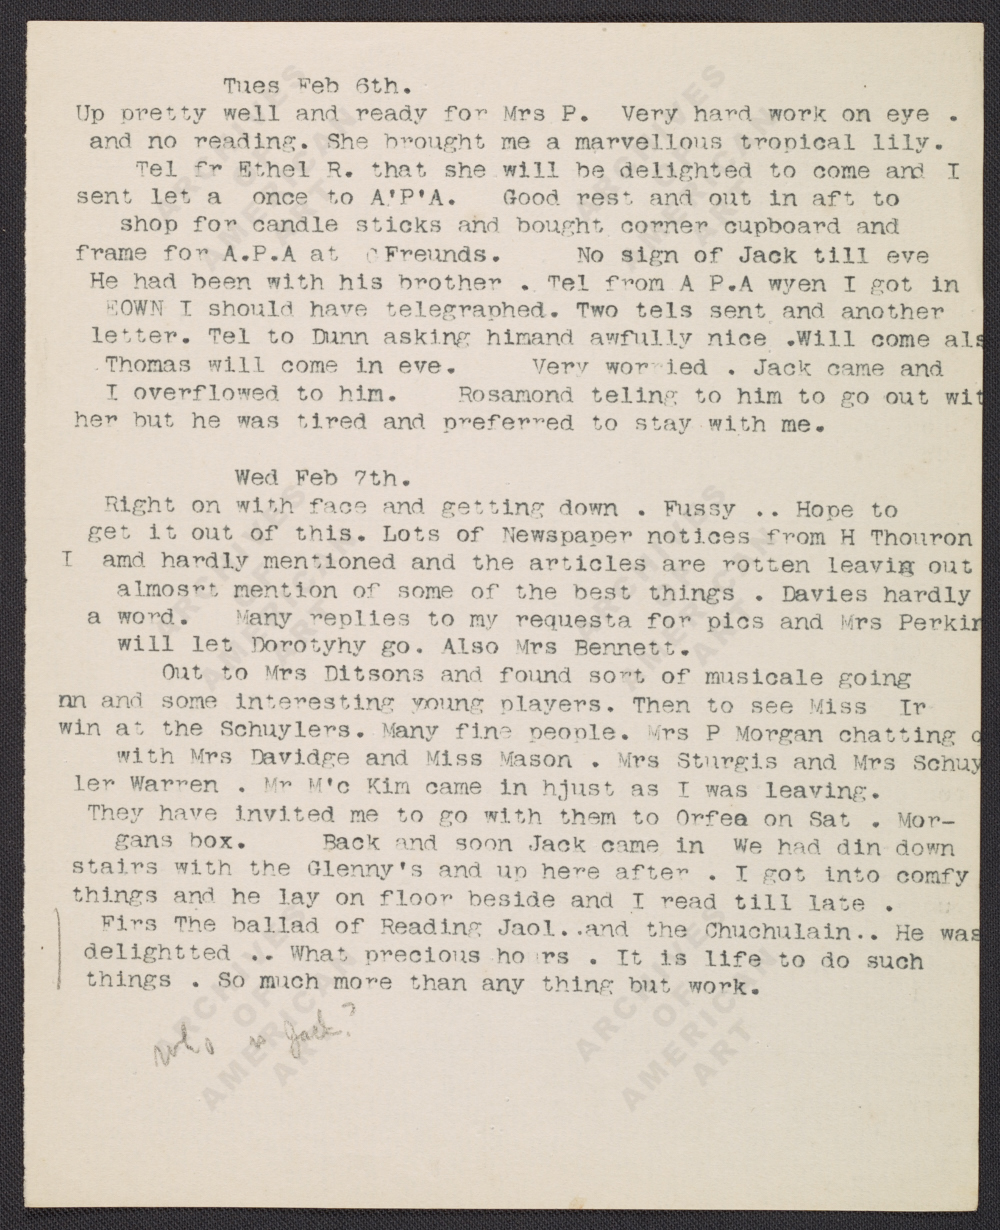 Tues Feb 6th.
Up pretty well and ready for Mrs P. Very hard work on eye .
and no reading. She brought me a marvellous tropical lily.
Tel fr Ethel R. that she will be delighted to come and I
sent let a once to A'P'A. Good rest and out in aft to
shop for candle sticks and bought corner cupboard and
frame for A.P.A at Freunds. No sign of Jack till eve
He had been with his brother . Tel from A P.A wyen I got in
EOWN I should have telegraphed. Two tels sent and another
letter. Tel to Dunn asking himand awfully nice .Will come als
Thomas will come in eve. Very worried . Jack came and
I overflowed to him. Rosamond teling to him to go out wit
her but he was tired and preferred to stay with me.
Wed Feb 7th.
Right on with face and getting down . Fussy .. Hope to
get it out of this. Lots of Newspaper notices from H Thouron
I amd hardly mentioned and the articles are rotten leavig out
almosrt mention of some of the best things . Davies hardly
a word. Many replies to my requesta for pics and Mrs Perkin
will let Dorotyhy go. Also Mrs Bennett.
Out to Mrs Ditsons and found sort of musicale going
nn and some interesting young players. Then to see Miss Ir
win at the Schuylers. Many fine people. Mrs P Morgan chatting
with Mrs Davidge and Miss Mason . Mrs Sturgis and Mrs Schuy
ler Warren . Mr M'c Kim came in hjust as I was leaving.
They have invited me to go with them to Orfea on Sat . Mor-
gans box. Back and soon Jack came in We had din down
stairs with the Glenny's and up here after . I got into comfy
things and he lay on floor beside and I read till late .
Firs The ballad of Reading Jaol..and the Chuchulain.. He was
delightted .. What precious ho rs . It is life to do such
things . So much more than any thing but work.
who is Jack?
ARCHIVES
OF
AMERICAN
ART